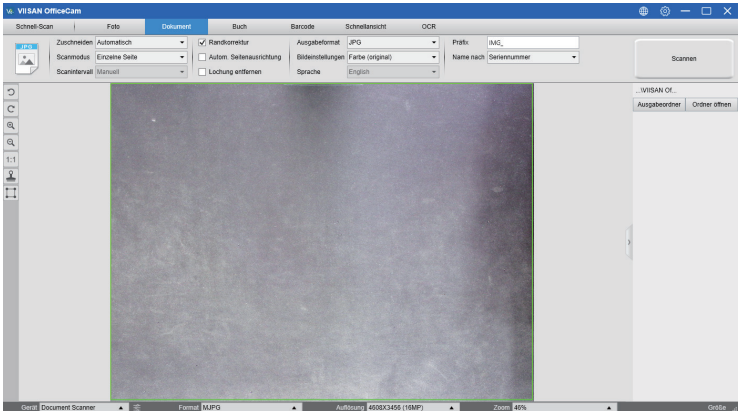 VIISAN OfficeCam
Schnell-Scan Foto Dokument Buch Barcode Schnellansicht OCR
JPG
Zuschneiden Automatisch
Scanmodus Einzelne Seite
Scanintervall Manuell
Randkorrektur
Autom. Seitenausrichtung
Lochung entfernen
Ausgabeformat JPG
Bildeinstellungen Farbe (original)
Sprache English
Präfix IMG_
Name nach Seriennummer
Scannen
...\VIISAN Of...
Ausgabeordner Ordner öffnen
1:1
Gerät Document Scanner Format MJPG Auflösung 4608X3456 (16MP) Zoom 46% Größe